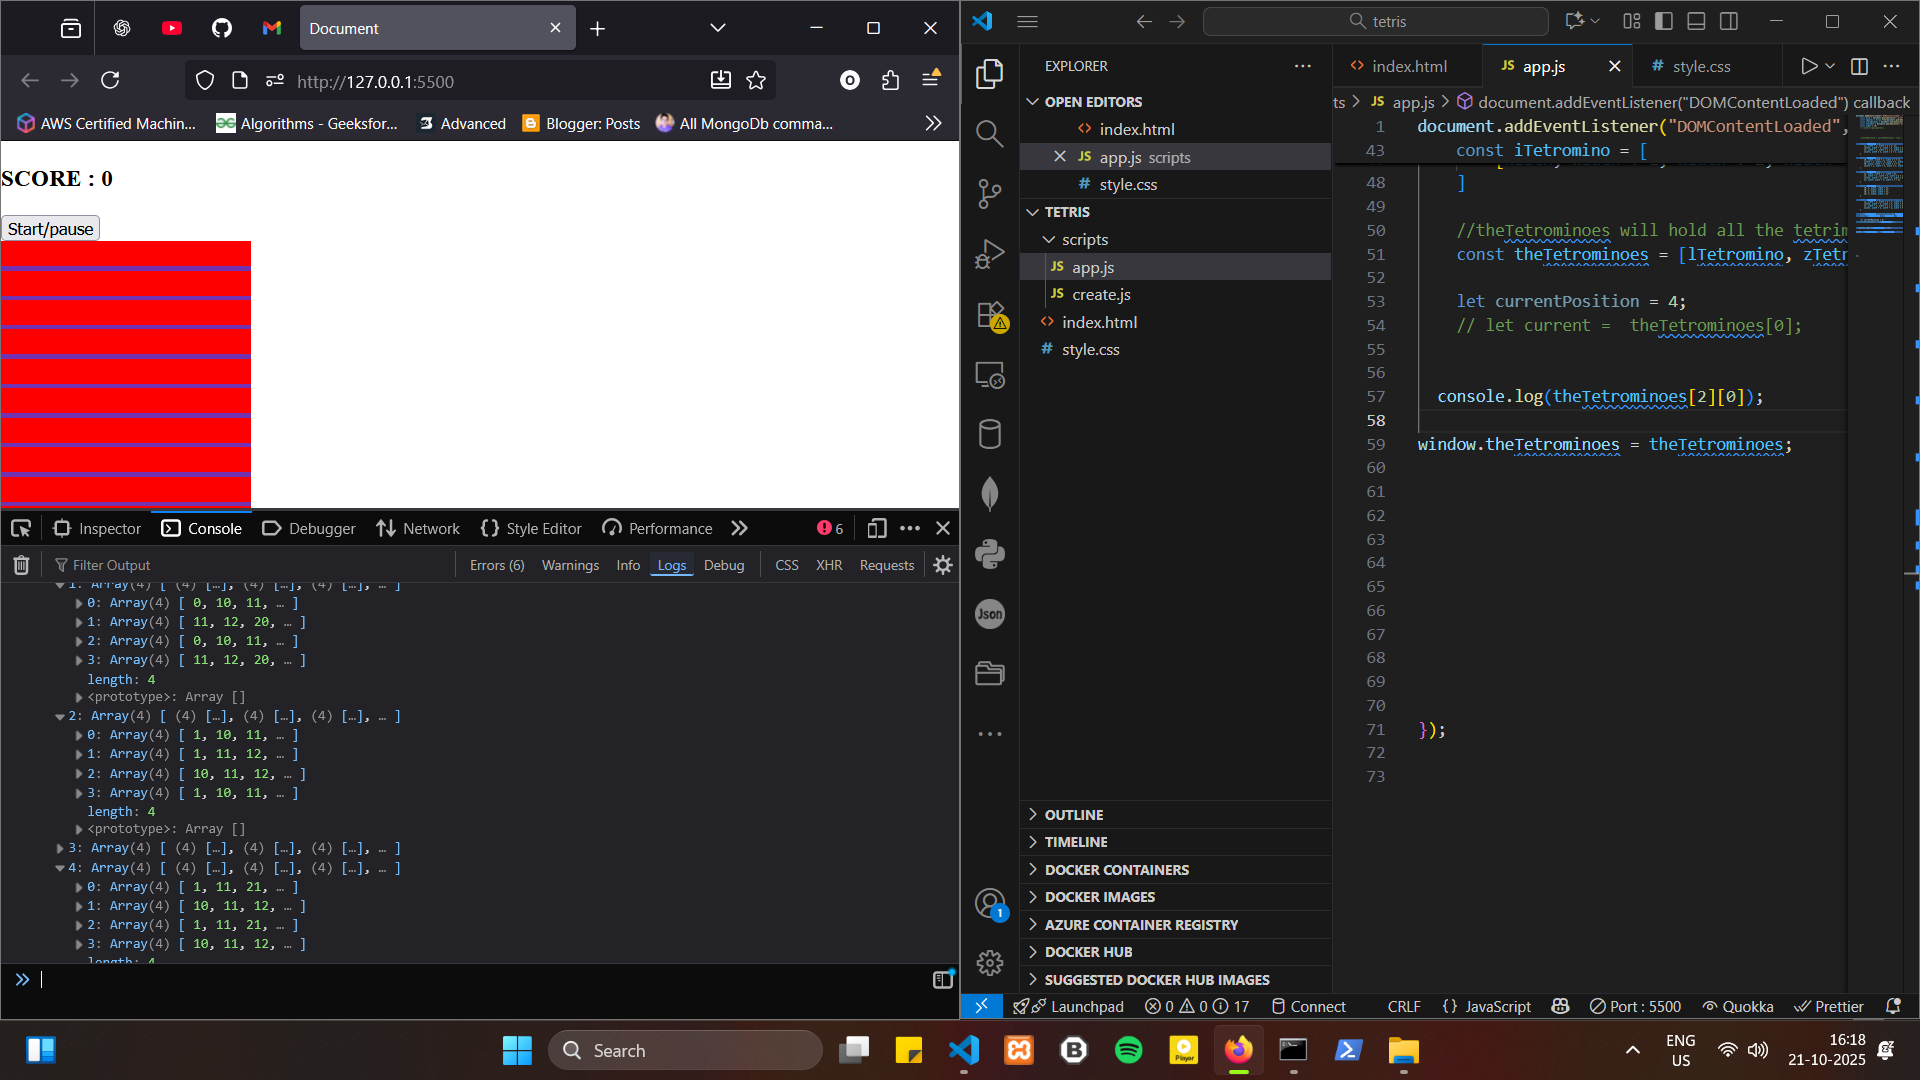 Document
http://127.0.0.1:5500
AWS Certified Machin...
Algorithms - Geeksfor...
Advanced
Blogger: Posts
All MongoDb comma...
SCORE : 0
Start/pause
Inspector
Console
Debugger
Network
Style Editor
Performance
6
Filter Output
Errors (6)
Warnings
Info
Logs
Debug
CSS
XHR
Requests
1: Array(4) [ (4) […], (4) […], (4) […], … ]
0: Array(4) [ 0, 10, 11, … ]
1: Array(4) [ 11, 12, 20, … ]
2: Array(4) [ 0, 10, 11, … ]
3: Array(4) [ 11, 12, 20, … ]
length: 4
<prototype>: Array []
2: Array(4) [ (4) […], (4) […], (4) […], … ]
0: Array(4) [ 1, 10, 11, … ]
1: Array(4) [ 1, 11, 12, … ]
2: Array(4) [ 10, 11, 12, … ]
3: Array(4) [ 1, 10, 11, … ]
length: 4
<prototype>: Array []
3: Array(4) [ (4) […], (4) […], (4) […], … ]
4: Array(4) [ (4) […], (4) […], (4) […], … ]
0: Array(4) [ 1, 11, 21, … ]
1: Array(4) [ 10, 11, 12, … ]
2: Array(4) [ 1, 11, 21, … ]
3: Array(4) [ 10, 11, 12, … ]
length: 4
tetris
EXPLORER
OPEN EDITORS
index.html
app.js scripts
style.css
TETRIS
scripts
app.js
create.js
index.html
style.css
OUTLINE
TIMELINE
DOCKER CONTAINERS
DOCKER IMAGES
AZURE CONTAINER REGISTRY
DOCKER HUB
SUGGESTED DOCKER HUB IMAGES
Json
1
index.html
JS app.js
# style.css
ts > JS app.js > document.addEventListener("DOMContentLoaded") callback
1 document.addEventListener("DOMContentLoaded",
43 const iTetromino = [
48 ]
49
50 //theTetrominoes will hold all the tetrim
51 const theTetrominoes = [lTetromino, zTetr
52
53 let currentPosition = 4;
54 // let current = theTetrominoes[0];
55
56
57 console.log(theTetrominoes[2][0]);
58
59 window.theTetrominoes = theTetrominoes;
60
61
62
63
64
65
66
67
68
69
70
71 });
72
73
Launchpad
0 0 17
Connect
CRLF
{} JavaScript
Port : 5500
Quokka
Prettier
Search
Player
ENG
US
16:18
21-10-2025